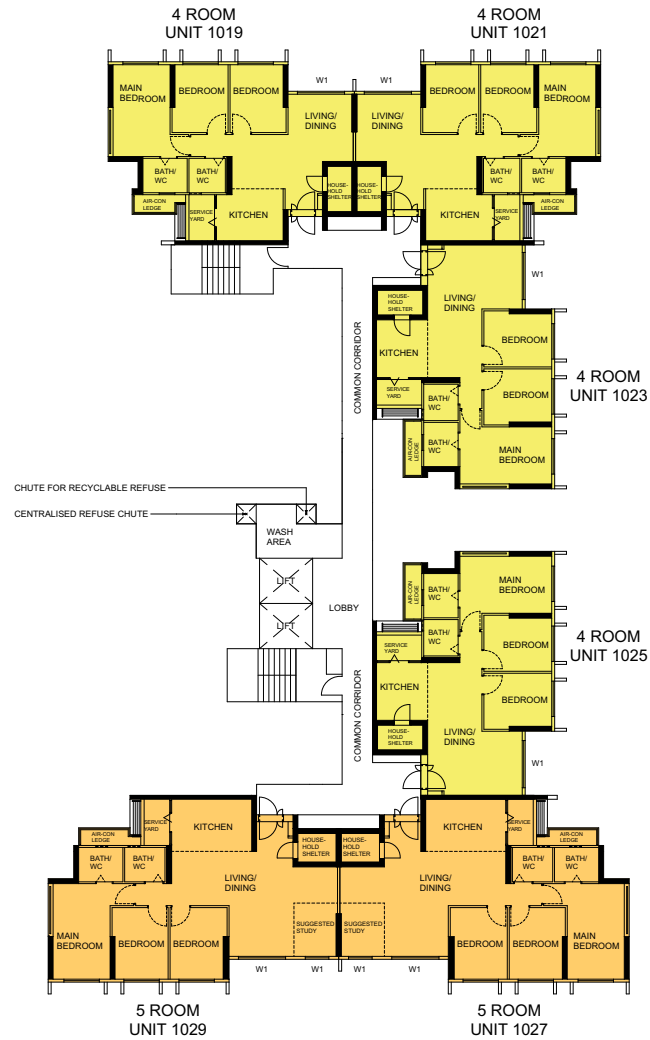 4 ROOM
UNIT 1019
4 ROOM
UNIT 1021
W1
W1
MAIN
BEDROOM
BEDROOM
BEDROOM
LIVING/
DINING
LIVING/
DINING
BEDROOM
BEDROOM
MAIN
BEDROOM
BATH/
WC
BATH/
WC
HOUSE-
HOLD
SHELTER
HOUSE-
HOLD
SHELTER
BATH/
WC
BATH/
WC
AIR-CON
LEDGE
SERVICE
YARD
KITCHEN
KITCHEN
SERVICE
YARD
AIR-CON
LEDGE
W1
HOUSE-
HOLD
SHELTER
LIVING/
DINING
COMMON CORRIDOR
KITCHEN
BEDROOM
4 ROOM
UNIT 1023
SERVICE
YARD
BATH/
WC
BEDROOM
AIR-CON
LEDGE
BATH/
WC
MAIN
BEDROOM
CHUTE FOR RECYCLABLE REFUSE
CENTRALISED REFUSE CHUTE
WASH
AREA
LIFT
LIFT
LOBBY
AIR-CON
LEDGE
BATH/
WC
MAIN
BEDROOM
BATH/
WC
SERVICE
YARD
BEDROOM
4 ROOM
UNIT 1025
KITCHEN
BEDROOM
COMMON CORRIDOR
HOUSE-
HOLD
SHELTER
LIVING/
DINING
W1
AIR-CON
LEDGE
SERVICE
YARD
KITCHEN
KITCHEN
SERVICE
YARD
AIR-CON
LEDGE
BATH/
WC
BATH/
WC
HOUSE-
HOLD
SHELTER
HOUSE-
HOLD
SHELTER
BATH/
WC
BATH/
WC
LIVING/
DINING
LIVING/
DINING
MAIN
BEDROOM
BEDROOM
BEDROOM
SUGGESTED
STUDY
SUGGESTED
STUDY
BEDROOM
BEDROOM
MAIN
BEDROOM
W1
W1
W1
W1
5 ROOM
UNIT 1029
5 ROOM
UNIT 1027